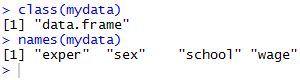 > class(mydata)
[1] "data.frame"
> names(mydata)
[1] "exper"  "sex"    "school" "wage"
>